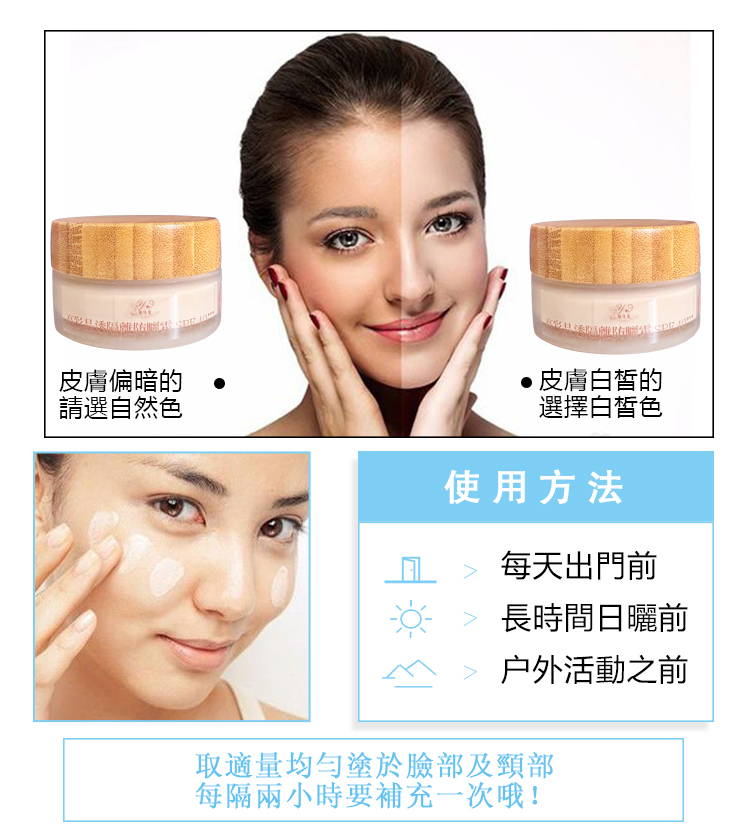 皮膚偏暗的
請選自然色
皮膚白皙的
選擇白皙色
使用方法
每天出門前
長時間日曬前
户外活動之前
取適量均勻塗於臉部及頸部
每隔兩小時要補充一次哦！